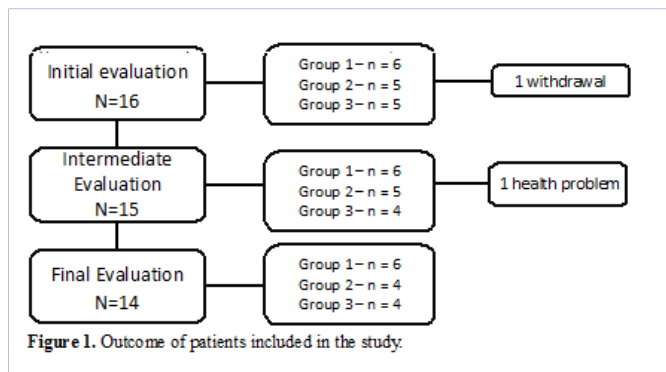 Initial evaluation
N=16
Group 1– n = 6
Group 2– n = 5
Group 3– n = 5
1 withdrawal
Intermediate
Evaluation
N=15
Group 1– n = 6
Group 2– n = 5
Group 3– n = 4
1 health problem
Final Evaluation
N=14
Group 1– n = 6
Group 2– n = 4
Group 3– n = 4
Figure 1. Outcome of patients included in the study.